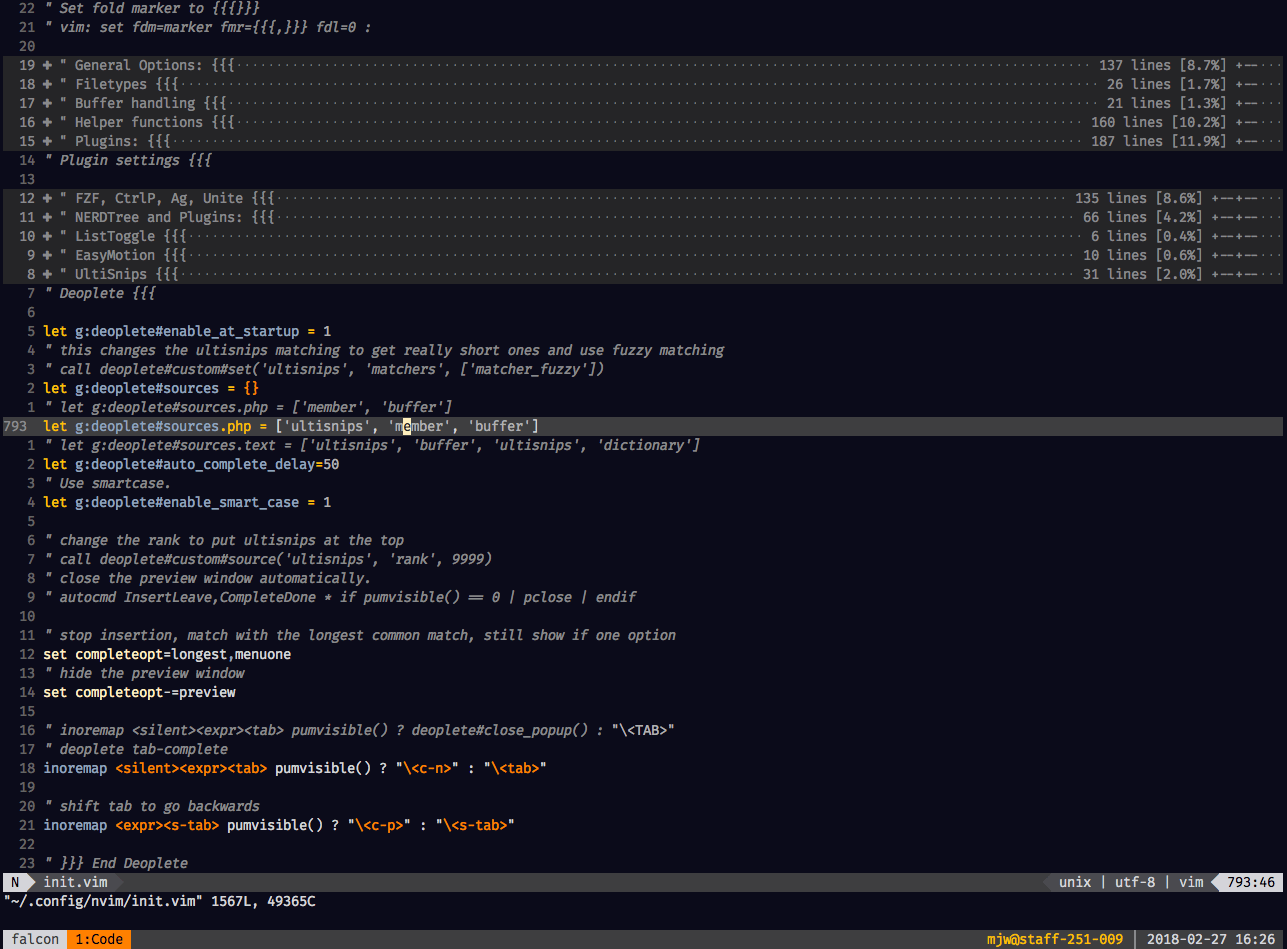 22 " Set fold marker to {{{}}}
21 " vim: set fdm=marker fmr={{{,}}} fdl=0 :
20
19 + " General Options: {{{ 137 lines [8.7%] +--
18 + " Filetypes {{{ 26 lines [1.7%] +--
17 + " Buffer handling {{{ 21 lines [1.3%] +--
16 + " Helper functions {{{ 160 lines [10.2%] +--
15 + " Plugins: {{{ 187 lines [11.9%] +--
14 " Plugin settings {{{
13
12 + " FZF, CtrlP, Ag, Unite {{{ 135 lines [8.6%] +--+--
11 + " NERDTree and Plugins: {{{ 66 lines [4.2%] +--+--
10 + " ListToggle {{{ 6 lines [0.4%] +--+--
9 + " EasyMotion {{{ 10 lines [0.6%] +--+--
8 + " UltiSnips {{{ 31 lines [2.0%] +--+--
7 " Deoplete {{{
6
5 let g:deoplete#enable_at_startup = 1
4 " this changes the ultisnips matching to get really short ones and use fuzzy matching
3 " call deoplete#custom#set('ultisnips', 'matchers', ['matcher_fuzzy'])
2 let g:deoplete#sources = {}
1 " let g:deoplete#sources.php = ['member', 'buffer']
793 let g:deoplete#sources.php = ['ultisnips', 'member', 'buffer']
1 " let g:deoplete#sources.text = ['ultisnips', 'buffer', 'ultisnips', 'dictionary']
2 let g:deoplete#auto_complete_delay=50
3 " Use smartcase.
4 let g:deoplete#enable_smart_case = 1
5
6 " change the rank to put ultisnips at the top
7 " call deoplete#custom#source('ultisnips', 'rank', 9999)
8 " close the preview window automatically.
9 " autocmd InsertLeave,CompleteDone * if pumvisible() == 0 | pclose | endif
10
11 " stop insertion, match with the longest common match, still show if one option
12 set completeopt=longest,menuone
13 " hide the preview window
14 set completeopt-=preview
15
16 " inoremap <silent><expr><tab> pumvisible() ? deoplete#close_popup() : "\<TAB>"
17 " deoplete tab-complete
18 inoremap <silent><expr><tab> pumvisible() ? "\<c-n>" : "\<tab>"
19
20 " shift tab to go backwards
21 inoremap <expr><s-tab> pumvisible() ? "\<c-p>" : "\<s-tab>"
22
23 " }}} End Deoplete
N init.vim unix | utf-8 | vim 793:46
"~/.config/nvim/init.vim" 1567L, 49365C
falcon 1:Code mjw@staff-251-009 | 2018-02-27 16:26